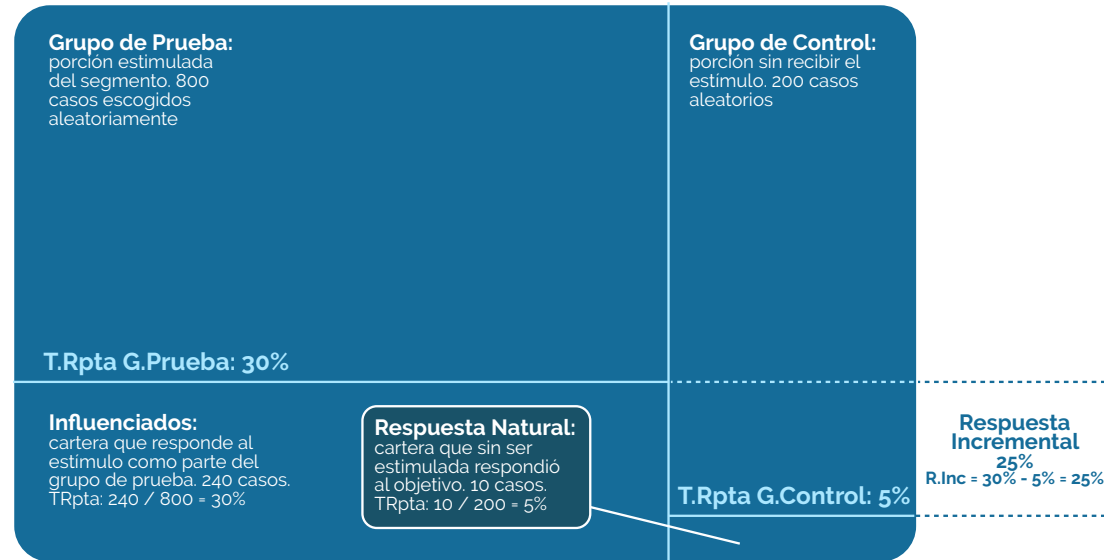 Grupo de Prueba:
porción estimulada
del segmento. 800
casos escogidos
aleatoriamente
Grupo de Control:
porción sin recibir el
estímulo. 200 casos
aleatorios
T.Rpta G.Prueba: 30%
Influenciados:
cartera que responde al
estímulo como parte del
grupo de prueba. 240 casos.
TRpta: 240 / 800 = 30%
Respuesta Natural:
cartera que sin ser
estimulada respondió
al objetivo. 10 casos.
TRpta: 10 / 200 = 5%
T.Rpta G.Control: 5%
Respuesta
Incremental
25%
R.Inc = 30% - 5% = 25%